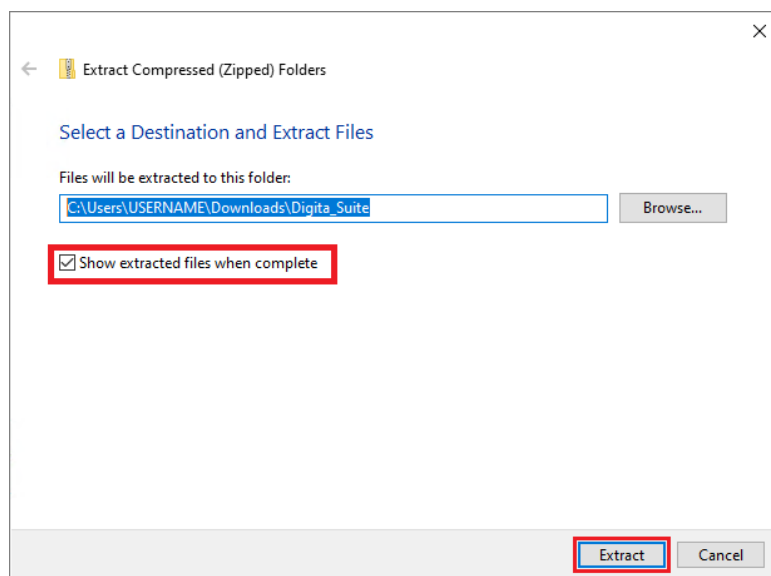 Extract Compressed (Zipped) Folders
Select a Destination and Extract Files
Files will be extracted to this folder:
C:\Users\USERNAME\Downloads\Digita_Suite
Browse...
Show extracted files when complete
Extract
Cancel